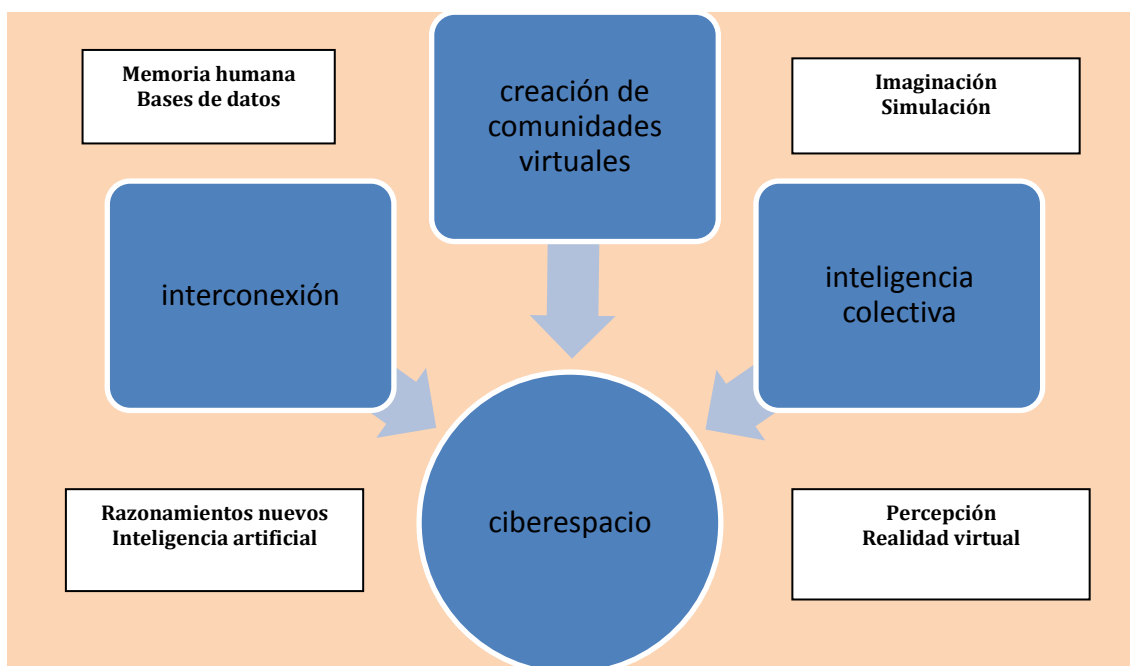 Memoria humana
Bases de datos
creación de
comunidades
virtuales
Imaginación
Simulación
interconexión
inteligencia
colectiva
Razonamientos nuevos
Inteligencia artificial
ciberespacio
Percepción
Realidad virtual